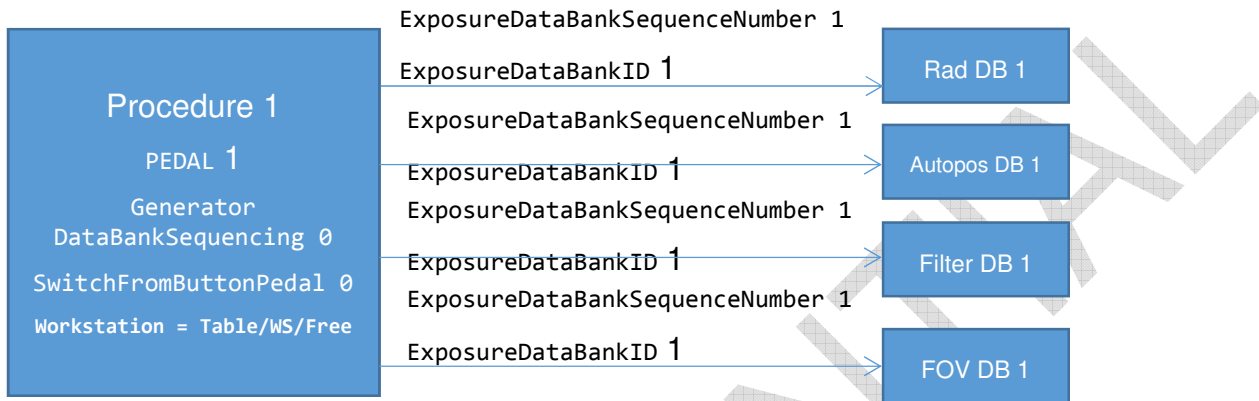 ExposureDataBankSequenceNumber 1
ExposureDataBankID 1
Rad DB 1
Procedure 1
PEDAL 1
Generator
DataBankSequencing 0
SwitchFromButtonPedal 0
Workstation = Table/WS/Free
ExposureDataBankSequenceNumber 1
ExposureDataBankID 1
Autopos DB 1
ExposureDataBankSequenceNumber 1
ExposureDataBankID 1
Filter DB 1
ExposureDataBankSequenceNumber 1
ExposureDataBankID 1
FOV DB 1
NTIAL